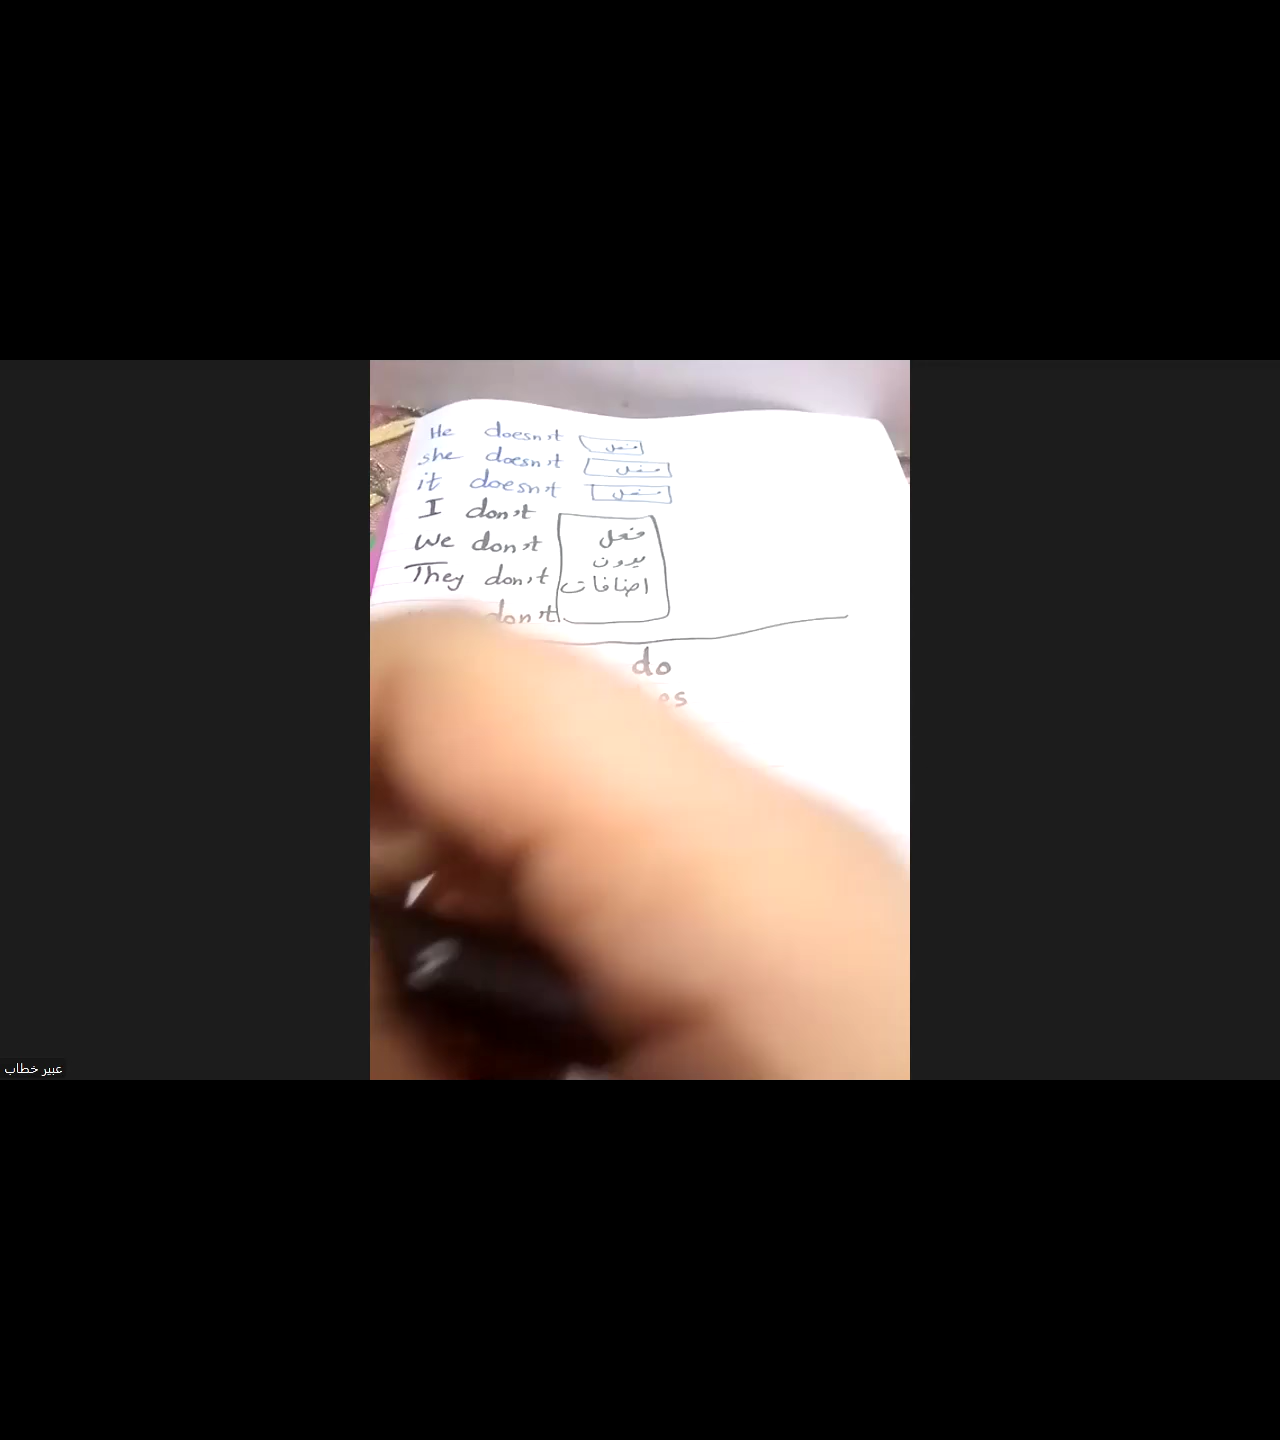 He doesn't فعل
she doesn't فعل
it doesn't فعل
I don't
We don't فعل
بدون
They don't اضافات
don't
do
es
عبير خطاب